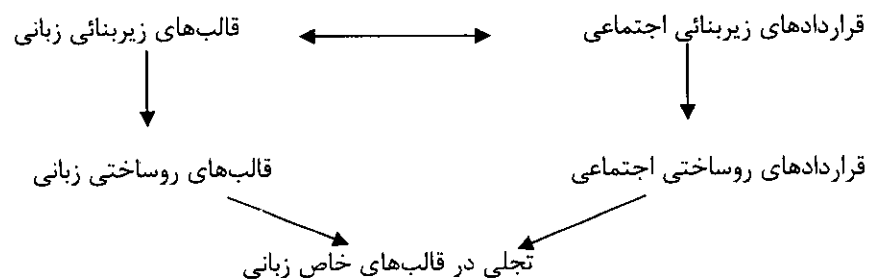 قراردادهای زیربنائی اجتماعی
قالب‌های زیربنائی زبانی
قراردادهای روساختی اجتماعی
قالب‌های روساختی زبانی
تجلی در قالب‌های خاص زبانی